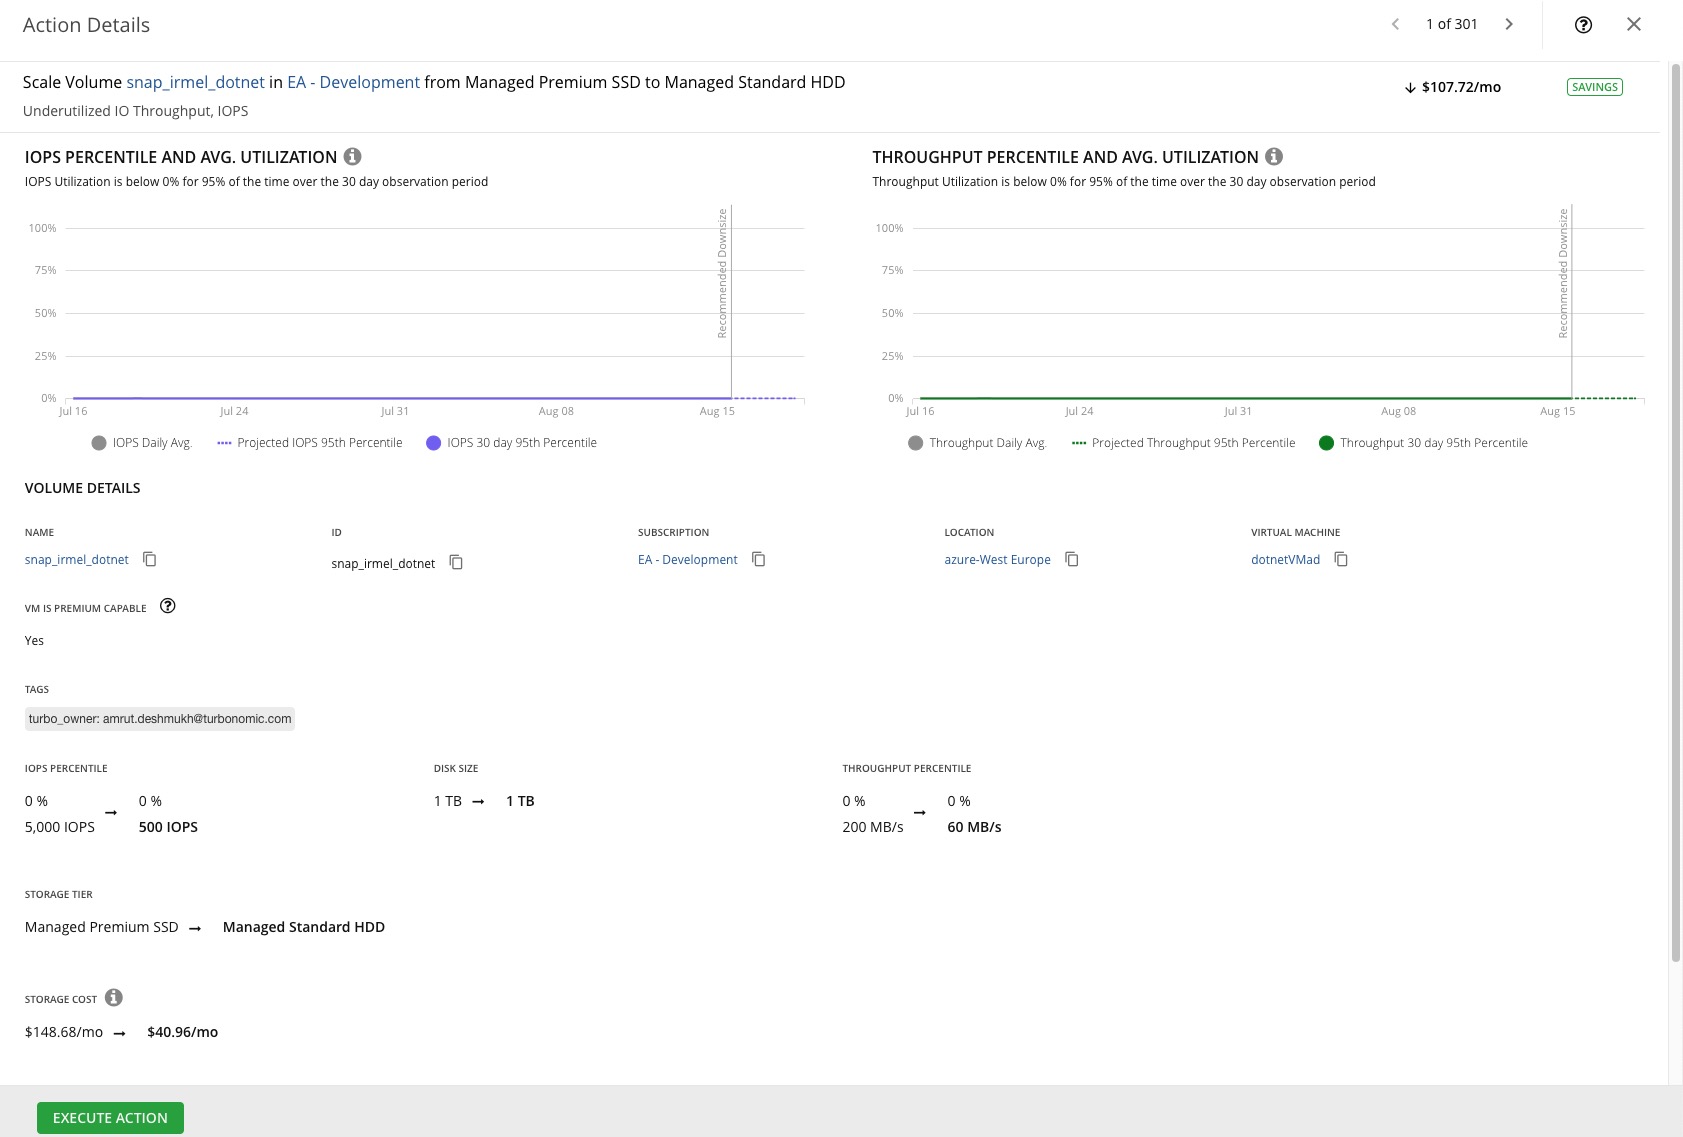 Action Details
1 of 301
Scale Volume snap_irmel_dotnet in EA - Development from Managed Premium SSD to Managed Standard HDD
$107.72/mo
SAVINGS
Underutilized IO Throughput, IOPS
IOPS PERCENTILE AND AVG. UTILIZATION
IOPS Utilization is below 0% for 95% of the time over the 30 day observation period
100%
75%
50%
25%
0%
Recommended Downsize
Jul 16
Jul 24
Jul 31
Aug 08
Aug 15
IOPS Daily Avg.
Projected IOPS 95th Percentile
IOPS 30 day 95th Percentile
THROUGHPUT PERCENTILE AND AVG. UTILIZATION
Throughput Utilization is below 0% for 95% of the time over the 30 day observation period
100%
75%
50%
25%
0%
Recommended Downsize
Jul 16
Jul 24
Jul 31
Aug 08
Aug 15
Throughput Daily Avg.
Projected Throughput 95th Percentile
Throughput 30 day 95th Percentile
VOLUME DETAILS
NAME
snap_irmel_dotnet
ID
snap_irmel_dotnet
SUBSCRIPTION
EA - Development
LOCATION
azure-West Europe
VIRTUAL MACHINE
dotnetVMad
VM IS PREMIUM CAPABLE
Yes
TAGS
turbo_owner: amrut.deshmukh@turbonomic.com
IOPS PERCENTILE
0 % → 0 %
5,000 IOPS 500 IOPS
DISK SIZE
1 TB → 1 TB
THROUGHPUT PERCENTILE
0 % → 0 %
200 MB/s 60 MB/s
STORAGE TIER
Managed Premium SSD → Managed Standard HDD
STORAGE COST
$148.68/mo → $40.96/mo
EXECUTE ACTION